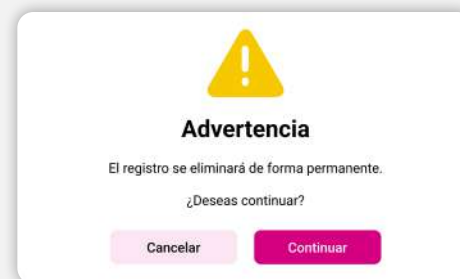 Advertencia
El registro se eliminará de forma permanente.
¿Deseas continuar?
Cancelar Continuar